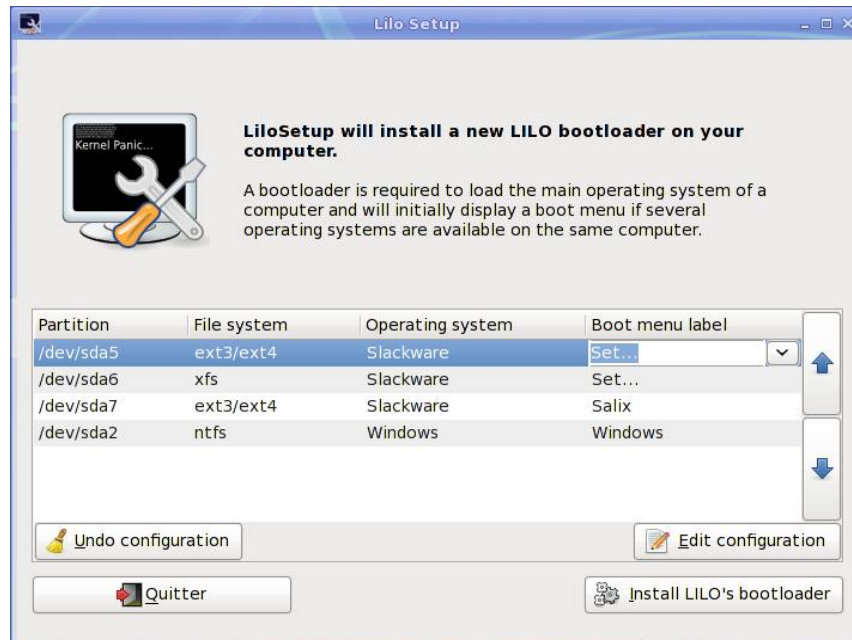 Lilo Setup
Kernel Panic...
LiloSetup will install a new LILO bootloader on your
computer.
A bootloader is required to load the main operating system of a
computer and will initially display a boot menu if several
operating systems are available on the same computer.
Partition File system Operating system Boot menu label
/dev/sda5 ext3/ext4 Slackware Set...
/dev/sda6 xfs Slackware Set...
/dev/sda7 ext3/ext4 Slackware Salix
/dev/sda2 ntfs Windows Windows
Undo configuration Edit configuration
Quitter Install LILO's bootloader